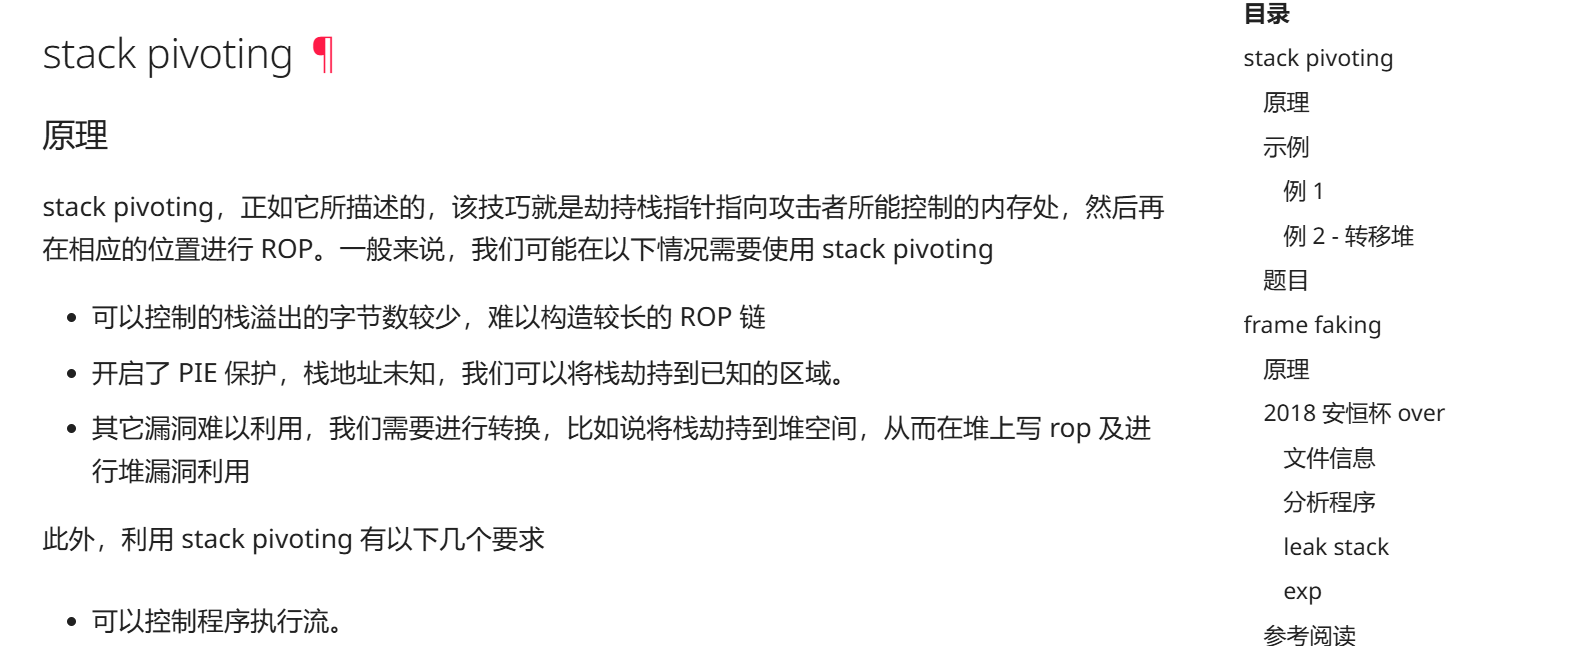 stack pivoting ¶
原理
stack pivoting，正如它所描述的，该技巧就是劫持栈指针指向攻击者所能控制的内存处，然后再
在相应的位置进行 ROP。一般来说，我们可能在以下情况需要使用 stack pivoting
• 可以控制的栈溢出的字节数较少，难以构造较长的 ROP 链
• 开启了 PIE 保护，栈地址未知，我们可以将栈劫持到已知的区域。
• 其它漏洞难以利用，我们需要进行转换，比如说将栈劫持到堆空间，从而在堆上写 rop 及进
行堆漏洞利用
此外，利用 stack pivoting 有以下几个要求
• 可以控制程序执行流。
目录
stack pivoting
原理
示例
例 1
例 2 - 转移堆
题目
frame faking
原理
2018 安恒杯 over
文件信息
分析程序
leak stack
exp
参考阅读